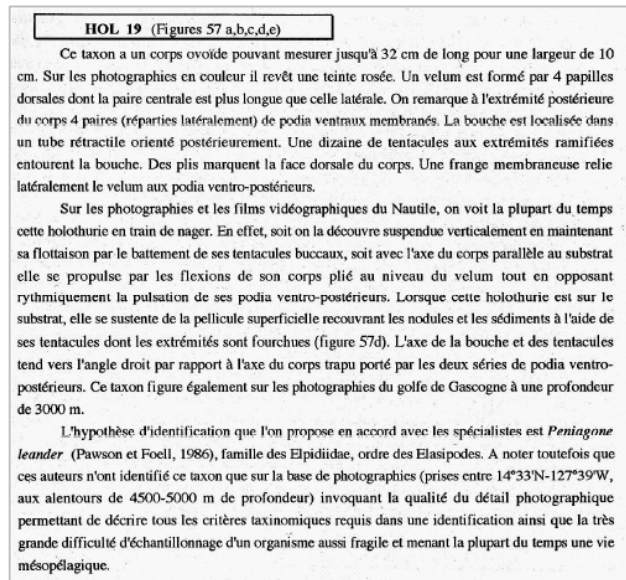 HOL 19 (Figures 57 a,b,c,d,e)
Ce taxon a un corps ovoïde pouvant mesurer jusqu'à 32 cm de long pour une largeur de 10
cm. Sur les photographies en couleur il revêt une teinte rosée. Un velum est formé par 4 papilles
dorsales dont la paire centrale est plus longue que celle latérale. On remarque à l'extrémité postérieure
du corps 4 paires (réparties latéralement) de podia ventraux membranés. La bouche est localisée dans
un tube rétractile orienté postérieurement. Une dizaine de tentacules aux extrémités ramifiées
entourent la bouche. Des plis marquent la face dorsale du corps. Une frange membraneuse relie
latéralement le velum aux podia ventro-postérieurs.
Sur les photographies et les films vidéographiques du Nautile, on voit la plupart du temps
cette holothurie en train de nager. En effet, soit on la découvre suspendue verticalement en maintenant
sa flottaison par le battement de ses tentacules buccaux, soit avec l'axe du corps parallèle au substrat
elle se propulse par les flexions de son corps plié au niveau du velum tout en opposant
rythmiquement la pulsation de ses podia ventro-postérieurs. Lorsque cette holothurie est sur le
substrat, elle se sustente de la pellicule superficielle recouvrant les nodules et les sédiments à l'aide de
ses tentacules dont les extrémités sont fourchues (figure 57d). L'axe de la bouche et des tentacules
tend vers l'angle droit par rapport à l'axe du corps trapu porté par les deux séries de podia ventro-
postérieurs. Ce taxon figure également sur les photographies du golfe de Gascogne à une profondeur
de 3000 m.
L'hypothèse d'identification que l'on propose en accord avec les spécialistes est Peniagone
leander (Pawson et Foell, 1986), famille des Elpidiidae, ordre des Elasipodes. A noter toutefois que
ces auteurs n'ont identifié ce taxon que sur la base de photographies (prises entre 14°33'N-127°39'W,
aux alentours de 4500-5000 m de profondeur) invoquant la qualité du détail photographique
permettant de décrire tous les critères taxinomiques requis dans une identification ainsi que la très
grande difficulté d'échantillonnage d'un organisme aussi fragile et menant la plupart du temps une vie
mésopélagique.